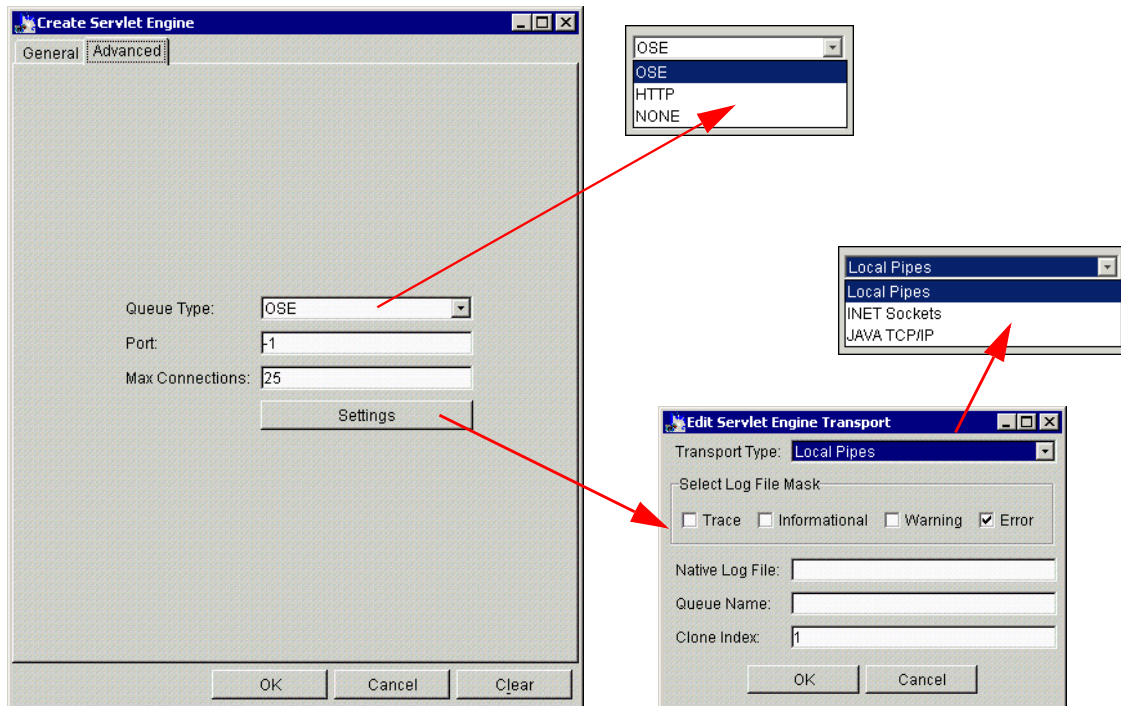 Create Servlet Engine
General Advanced
Queue Type: OSE
Port: -1
Max Connections: 25
Settings
OK Cancel Clear
OSE
OSE
HTTP
NONE
Local Pipes
Local Pipes
INET Sockets
JAVA TCP/IP
Edit Servlet Engine Transport
Transport Type: Local Pipes
Select Log File Mask
Trace Informational Warning Error
Native Log File:
Queue Name:
Clone Index: 1
OK Cancel